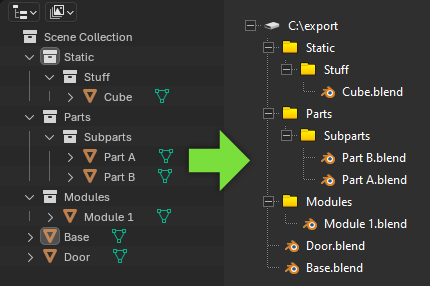 Scene Collection
Static
Stuff
Cube
Parts
Subparts
Part A
Part B
Modules
Module 1
Base
Door
C:\export
Static
Stuff
Cube.blend
Parts
Subparts
Part B.blend
Part A.blend
Modules
Module 1.blend
Door.blend
Base.blend